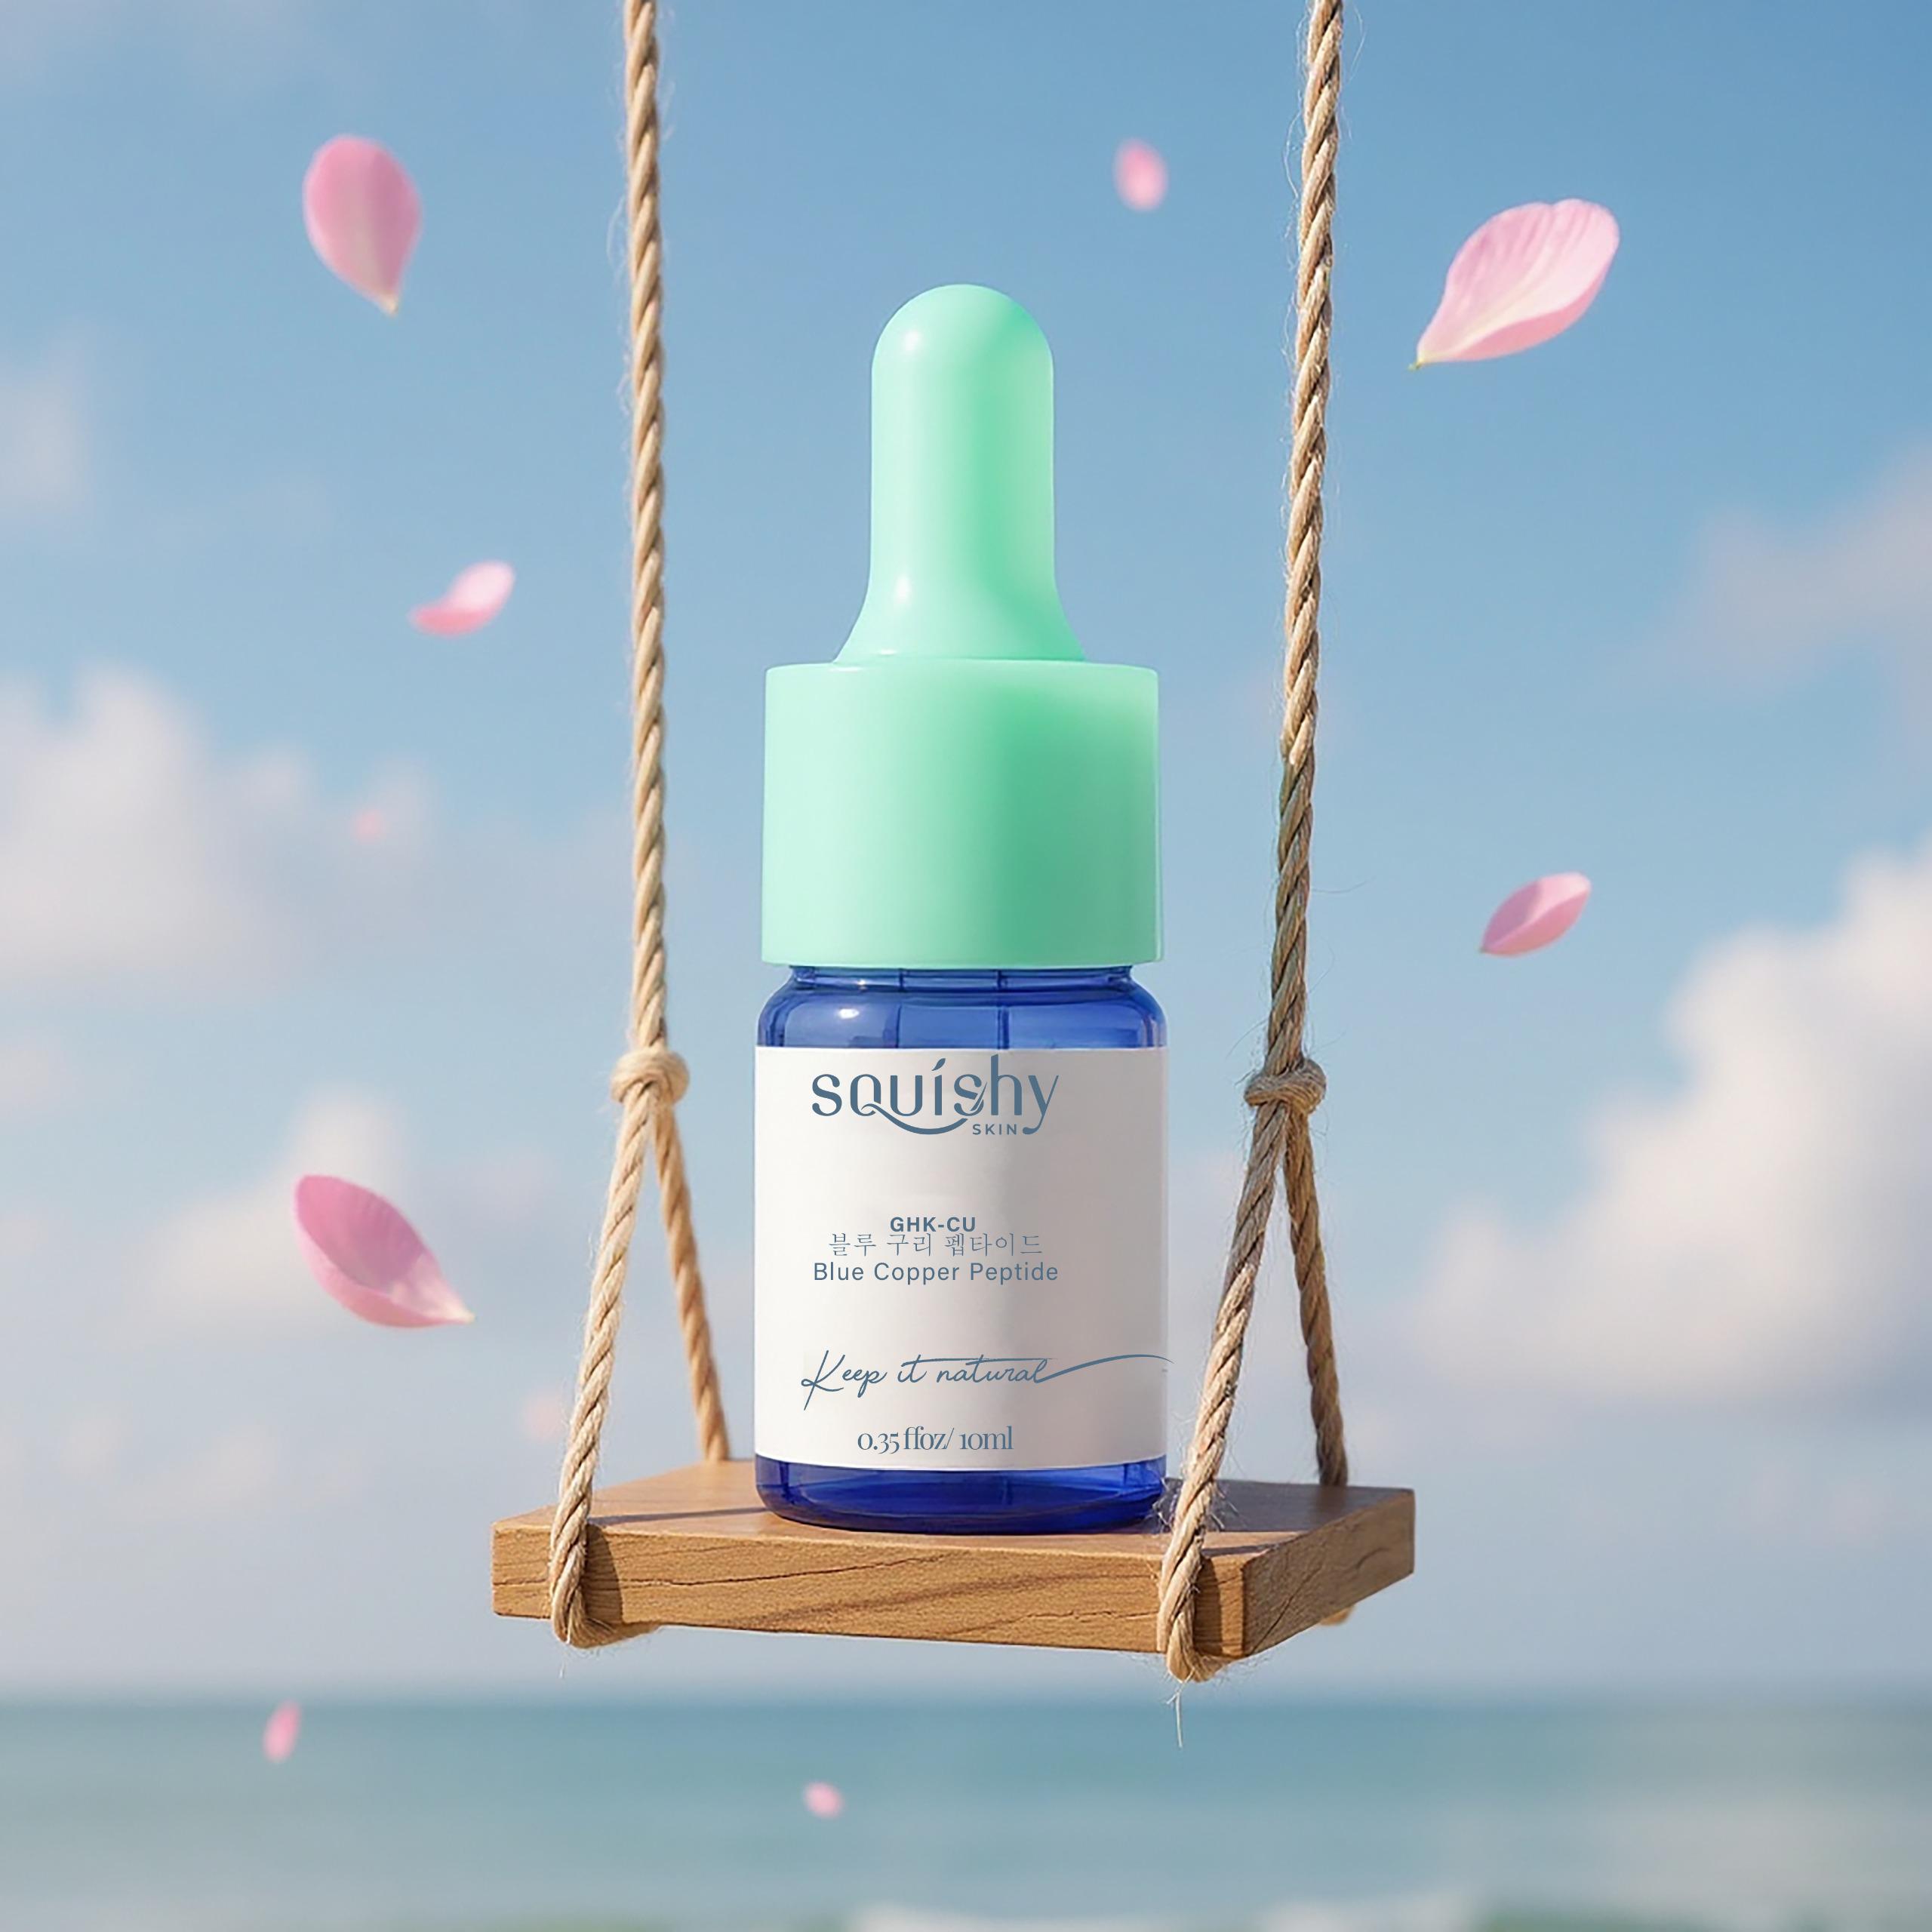 squishy
SKIN
GHK-CU
블루 구리 펩타이드
Blue Copper Peptide
Keep it natural
0.35 ffoz/ 10ml